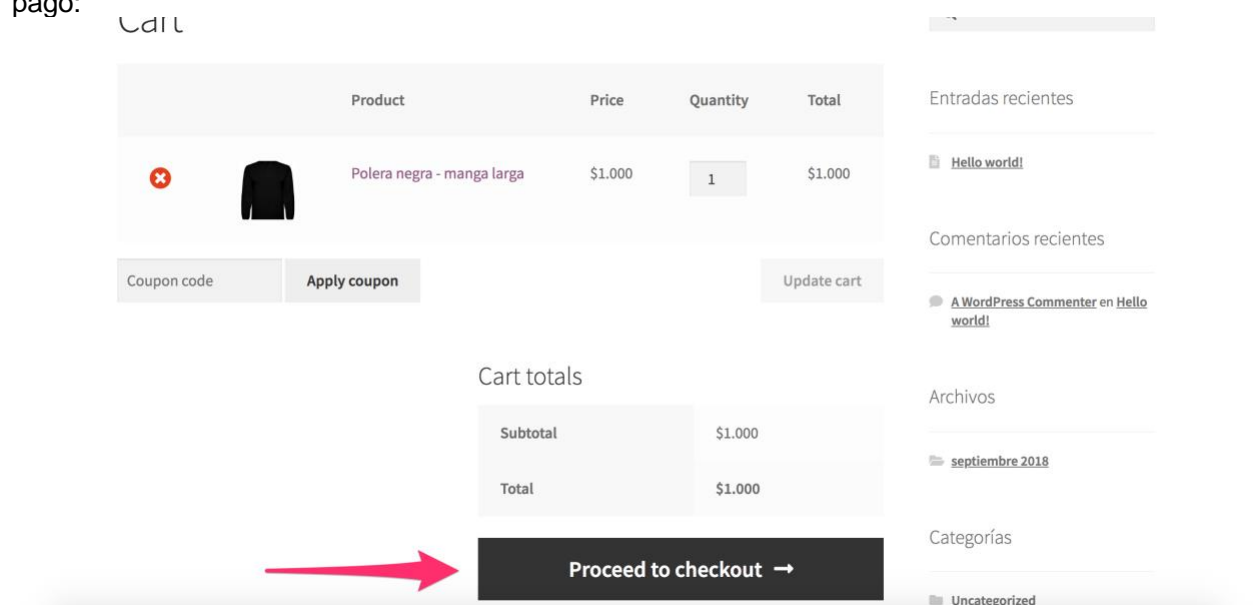 pago:
Cart
Product Price Quantity Total
Polera negra - manga larga $1.000 1 $1.000
Coupon code Apply coupon Update cart
Cart totals
Subtotal $1.000
Total $1.000
Proceed to checkout →
Entradas recientes
Hello world!
Comentarios recientes
A WordPress Commenter en Hello
world!
Archivos
septiembre 2018
Categorías
Uncategorized